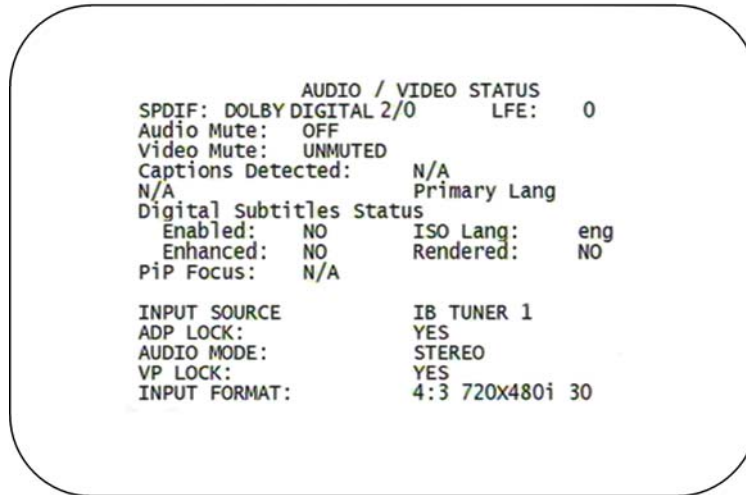 AUDIO / VIDEO STATUS
SPDIF: DOLBY DIGITAL 2/0 LFE: 0
Audio Mute: OFF
Video Mute: UNMUTED
Captions Detected: N/A
N/A Primary Lang
Digital Subtitles Status
Enabled: NO ISO Lang: eng
Enhanced: NO Rendered: NO
PiP Focus: N/A
INPUT SOURCE IB TUNER 1
ADP LOCK: YES
AUDIO MODE: STEREO
VP LOCK: YES
INPUT FORMAT: 4:3 720X480i 30